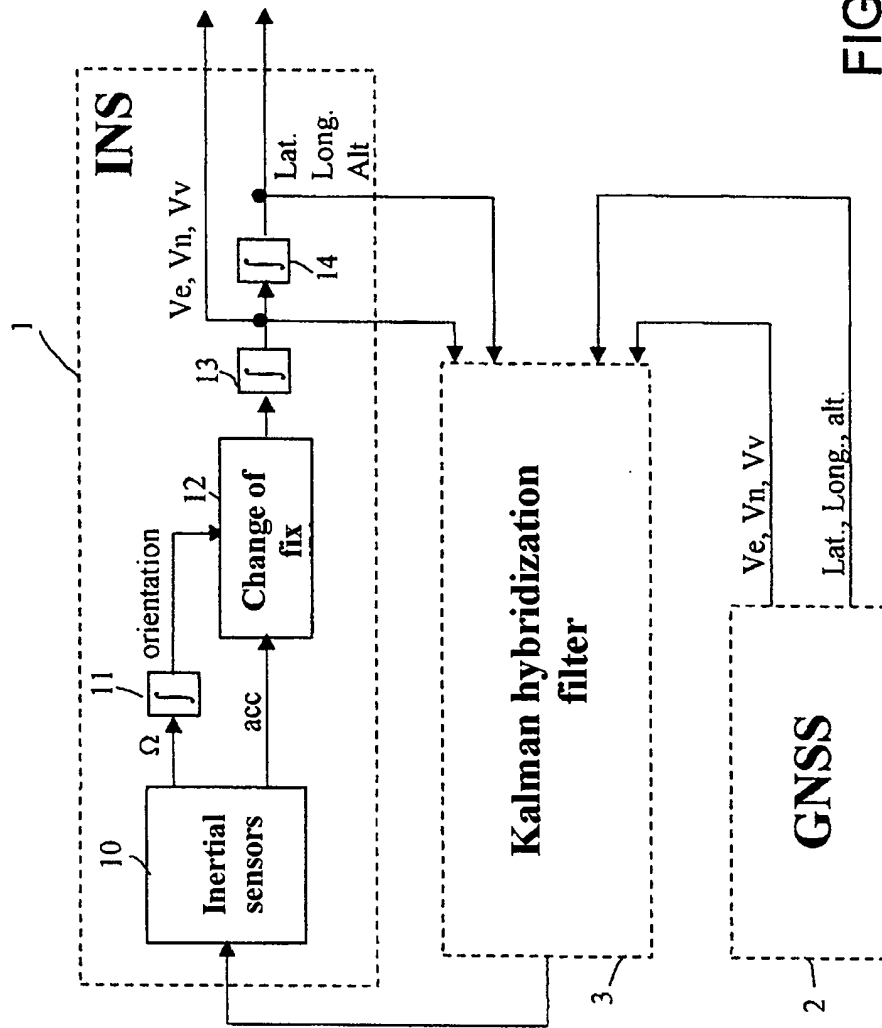 1
INS
Ve, Vn, Vv
Lat.
Long.
Alt
11
Ω
orientation
12
13
14
10
Inertial
sensors
acc
Change of
fix
∫
∫
∫
Kalman hybridization
filter
3
GNSS
2
Ve, Vn, Vv
Lat., Long., alt.
FIG